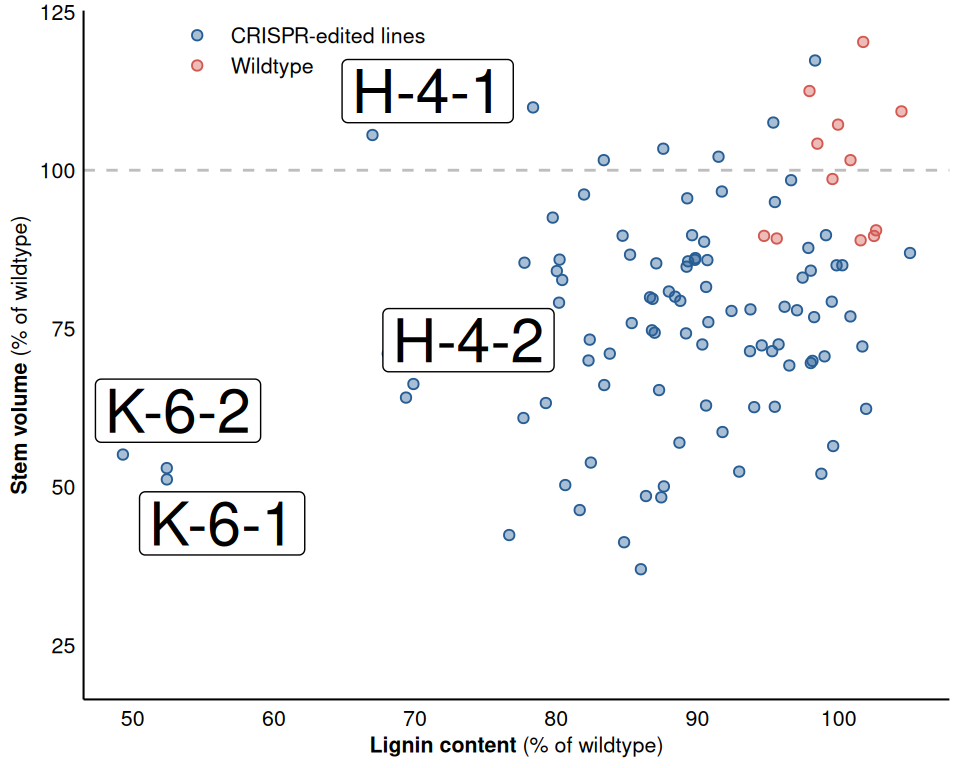 125
CRISPR-edited lines
Wildtype
H-4-1
100
75
H-4-2
K-6-2
50
K-6-1
25
Stem volume (% of wildtype)
50 60 70 80 90 100
Lignin content (% of wildtype)